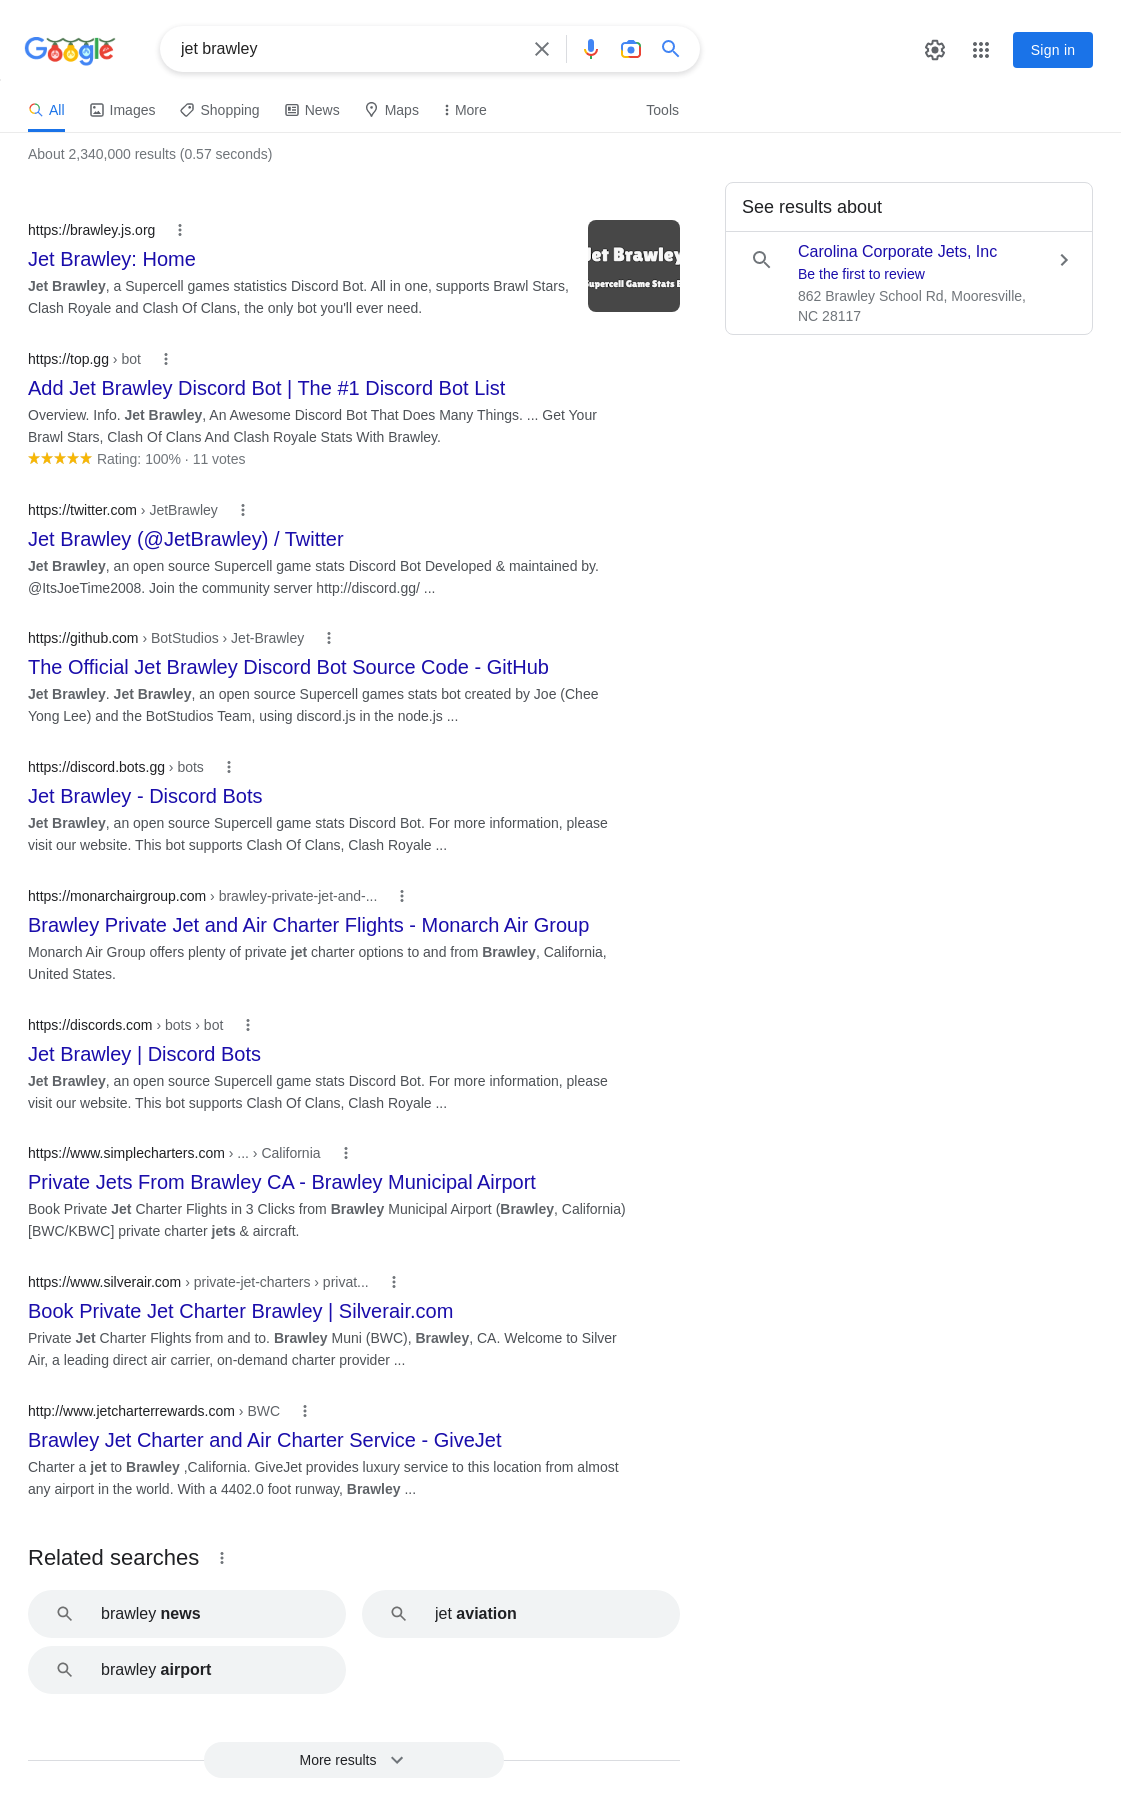 Google
jet brawley
Sign in
All
Images
Shopping
News
Maps
More
Tools
About 2,340,000 results (0.57 seconds)
https://brawley.js.org
Jet Brawley: Home
Jet Brawley, a Supercell games statistics Discord Bot. All in one, supports Brawl Stars,
Clash Royale and Clash Of Clans, the only bot you'll ever need.
Jet Brawley
Supercell Game Stats
https://top.gg › bot
Add Jet Brawley Discord Bot | The #1 Discord Bot List
Overview. Info. Jet Brawley, An Awesome Discord Bot That Does Many Things. ... Get Your
Brawl Stars, Clash Of Clans And Clash Royale Stats With Brawley.
Rating: 100% · 11 votes
https://twitter.com › JetBrawley
Jet Brawley (@JetBrawley) / Twitter
Jet Brawley, an open source Supercell game stats Discord Bot Developed & maintained by.
@ItsJoeTime2008. Join the community server http://discord.gg/ ...
https://github.com › BotStudios › Jet-Brawley
The Official Jet Brawley Discord Bot Source Code - GitHub
Jet Brawley. Jet Brawley, an open source Supercell games stats bot created by Joe (Chee
Yong Lee) and the BotStudios Team, using discord.js in the node.js ...
https://discord.bots.gg › bots
Jet Brawley - Discord Bots
Jet Brawley, an open source Supercell game stats Discord Bot. For more information, please
visit our website. This bot supports Clash Of Clans, Clash Royale ...
https://monarchairgroup.com › brawley-private-jet-and-...
Brawley Private Jet and Air Charter Flights - Monarch Air Group
Monarch Air Group offers plenty of private jet charter options to and from Brawley, California,
United States.
https://discords.com › bots › bot
Jet Brawley | Discord Bots
Jet Brawley, an open source Supercell game stats Discord Bot. For more information, please
visit our website. This bot supports Clash Of Clans, Clash Royale ...
https://www.simplecharters.com › ... › California
Private Jets From Brawley CA - Brawley Municipal Airport
Book Private Jet Charter Flights in 3 Clicks from Brawley Municipal Airport (Brawley, California)
[BWC/KBWC] private charter jets & aircraft.
https://www.silverair.com › private-jet-charters › privat...
Book Private Jet Charter Brawley | Silverair.com
Private Jet Charter Flights from and to. Brawley Muni (BWC), Brawley, CA. Welcome to Silver
Air, a leading direct air carrier, on-demand charter provider ...
http://www.jetcharterrewards.com › BWC
Brawley Jet Charter and Air Charter Service - GiveJet
Charter a jet to Brawley ,California. GiveJet provides luxury service to this location from almost
any airport in the world. With a 4402.0 foot runway, Brawley ...
Related searches
brawley news
jet aviation
brawley airport
More results
See results about
Carolina Corporate Jets, Inc
Be the first to review
862 Brawley School Rd, Mooresville,
NC 28117